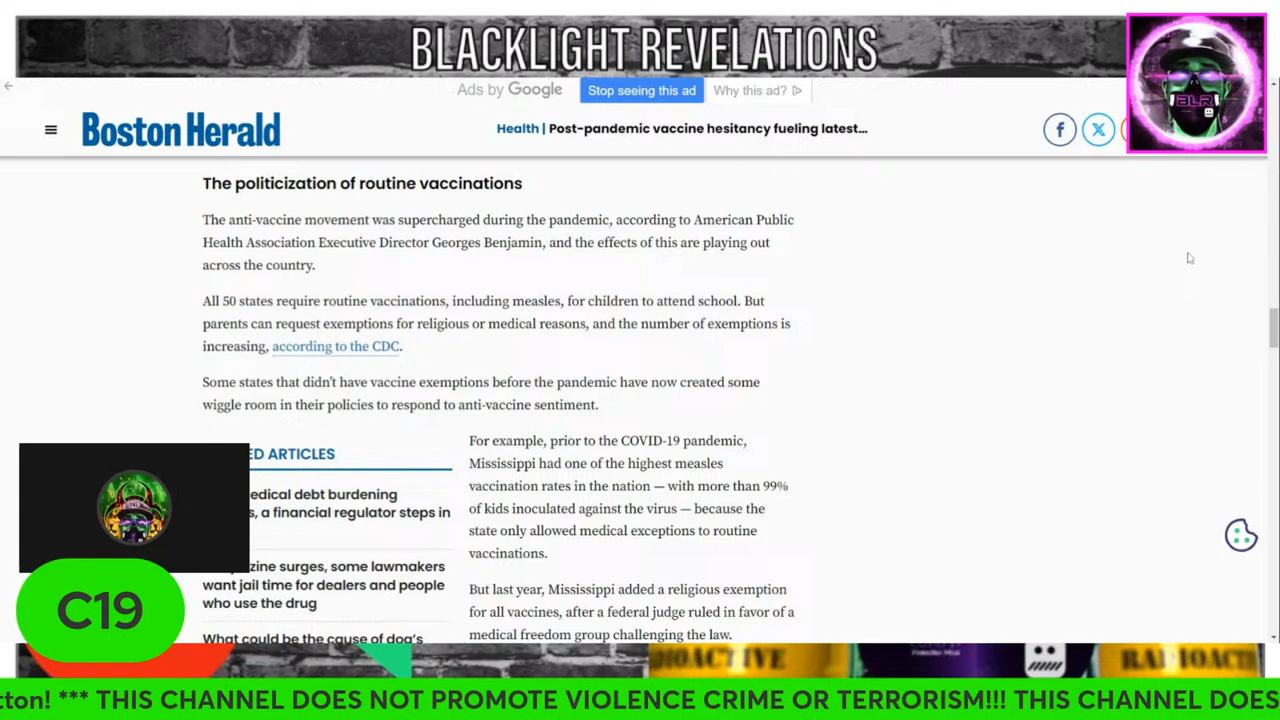 BLACKLIGHT REVELATIONS
Ads by Google
Stop seeing this ad
Why this ad?
BLR
Boston Herald
Health | Post-pandemic vaccine hesitancy fueling latest...
The politicization of routine vaccinations
The anti-vaccine movement was supercharged during the pandemic, according to American Public
Health Association Executive Director Georges Benjamin, and the effects of this are playing out
across the country.
All 50 states require routine vaccinations, including measles, for children to attend school. But
parents can request exemptions for religious or medical reasons, and the number of exemptions is
increasing, according to the CDC.
Some states that didn't have vaccine exemptions before the pandemic have now created some
wiggle room in their policies to respond to anti-vaccine sentiment.
ED ARTICLES
edical debt burdening
s, a financial regulator steps in
zine surges, some lawmakers
want jail time for dealers and people
who use the drug
What could be the cause of dog's
For example, prior to the COVID-19 pandemic,
Mississippi had one of the highest measles
vaccination rates in the nation — with more than 99%
of kids inoculated against the virus — because the
state only allowed medical exceptions to routine
vaccinations.
But last year, Mississippi added a religious exemption
for all vaccines, after a federal judge ruled in favor of a
medical freedom group challenging the law.
C19
IOACTIVE
RADIOACTI
tton! *** THIS CHANNEL DOES NOT PROMOTE VIOLENCE CRIME OR TERRORISM!!! THIS CHANNEL DOES